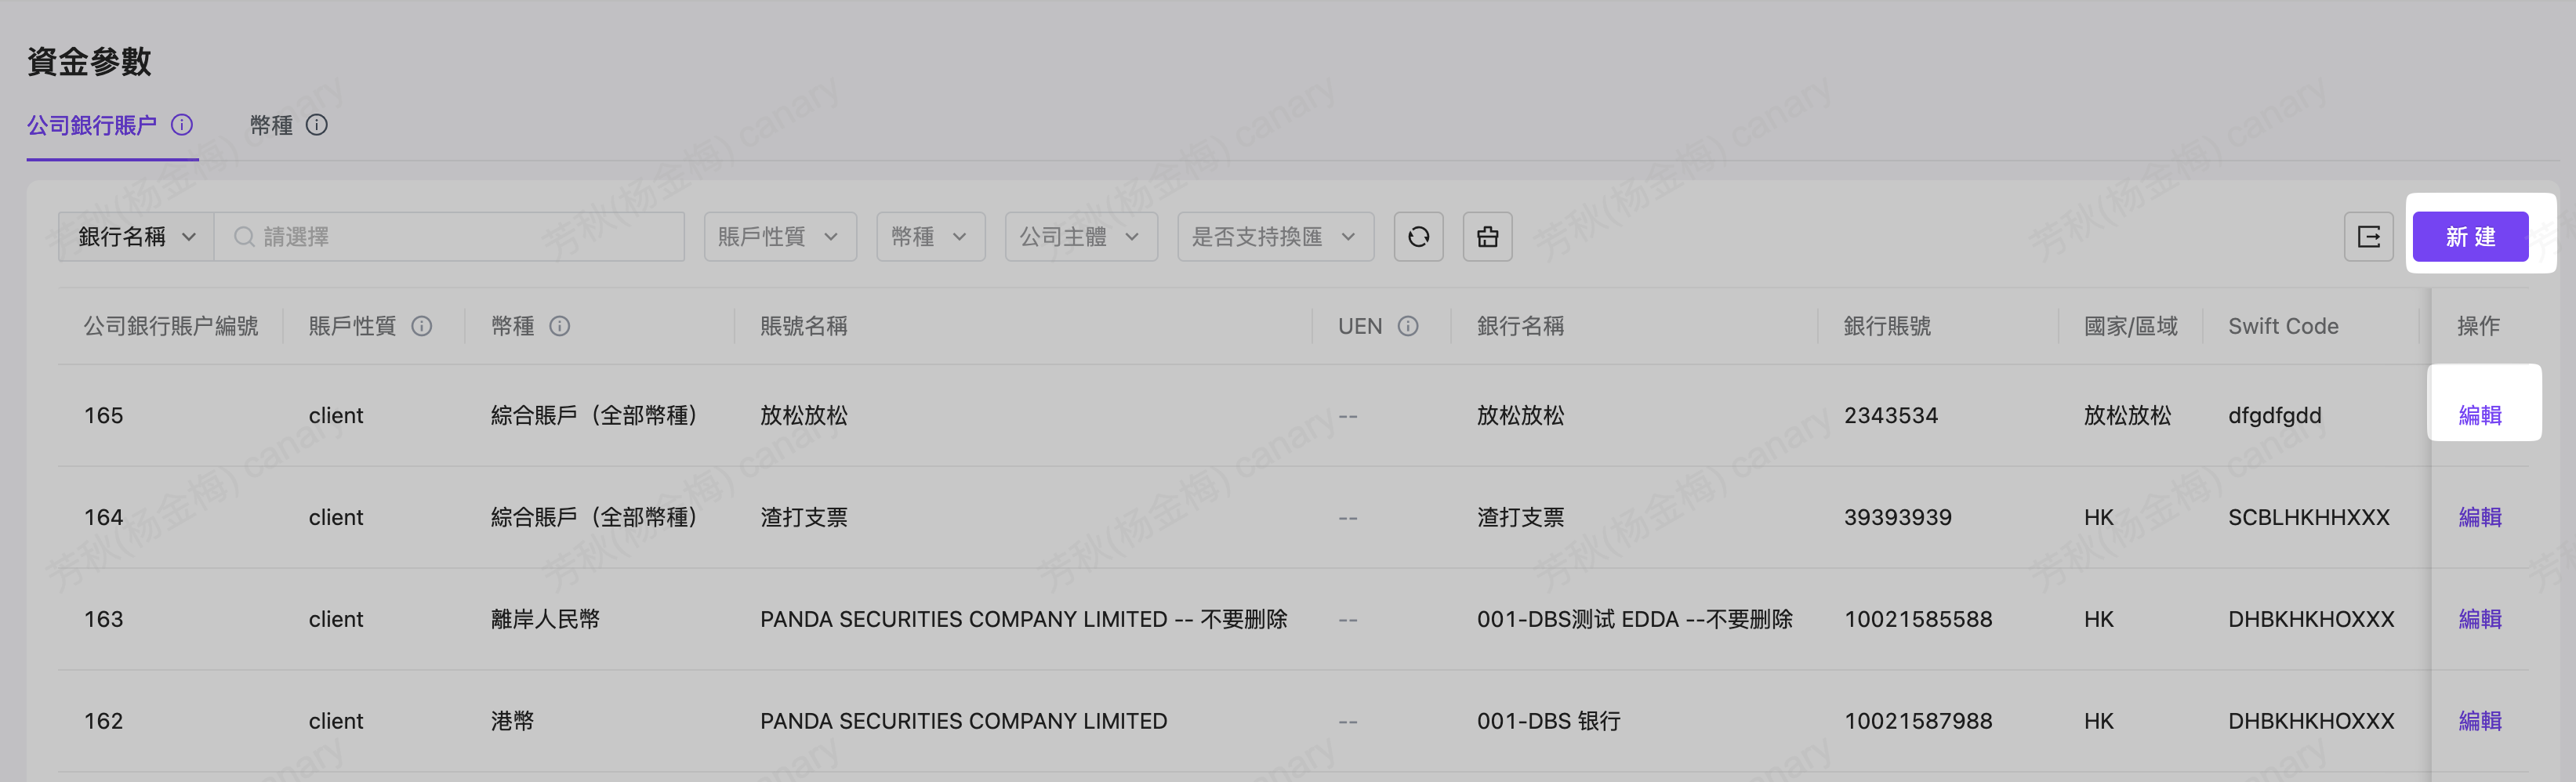 資金參數
公司銀行賬户 幣種
銀行名稱 請選擇 賬戶性質 幣種 公司主體 是否支持換匯 新 建
公司銀行賬户編號 賬戶性質 幣種 賬號名稱 UEN 銀行名稱 銀行賬號 國家/區域 Swift Code 操作
165 client 綜合賬戶（全部幣種） 放松放松 -- 放松放松 2343534 放松放松 dfgdfgdd 編輯
164 client 綜合賬戶（全部幣種） 渣打支票 -- 渣打支票 39393939 HK SCBLHKHHXXX 編輯
163 client 離岸人民幣 PANDA SECURITIES COMPANY LIMITED -- 不要删除 -- 001-DBS测试 EDDA --不要删除 10021585588 HK DHBKHKHOXXX 編輯
162 client 港幣 PANDA SECURITIES COMPANY LIMITED -- 001-DBS 银行 10021587988 HK DHBKHKHOXXX 編輯
芳秋(杨金梅) canary